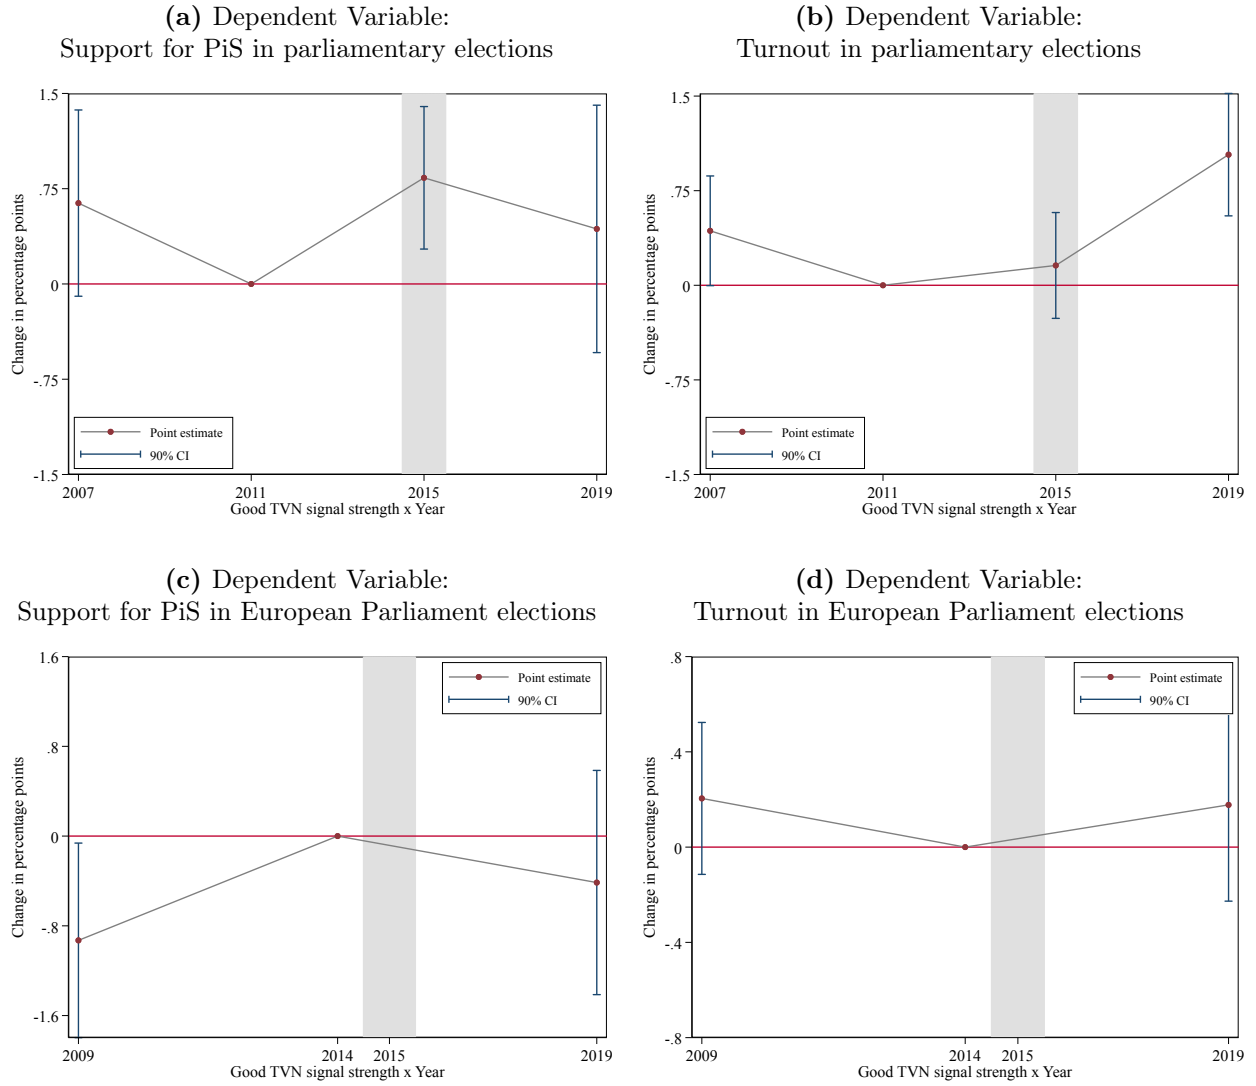 (a) Dependent Variable:
Support for PiS in parliamentary elections
1.5
.75
0
-.75
-1.5
Change in percentage points
Point estimate
90% CI
2007
2011
2015
2019
Good TVN signal strength x Year
(b) Dependent Variable:
Turnout in parliamentary elections
1.5
.75
0
-.75
-1.5
Change in percentage points
Point estimate
90% CI
2007
2011
2015
2019
Good TVN signal strength x Year
(c) Dependent Variable:
Support for PiS in European Parliament elections
1.6
.8
0
-.8
-1.6
Change in percentage points
Point estimate
90% CI
2009
2014
2015
2019
Good TVN signal strength x Year
(d) Dependent Variable:
Turnout in European Parliament elections
.8
.4
0
-.4
-.8
Change in percentage points
Point estimate
90% CI
2009
2014
2015
2019
Good TVN signal strength x Year